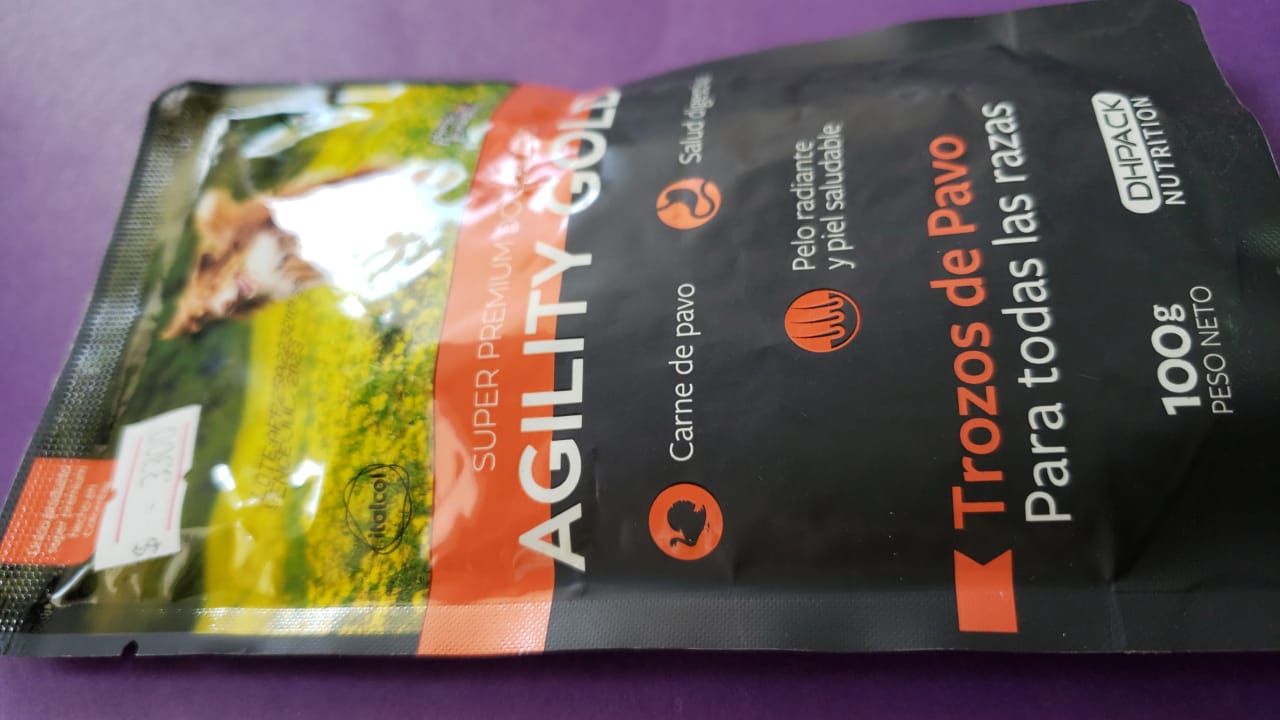 $ - 3300
italcol
SUPER PREMIUM
AGILITY GOLD
Carne de pavo
Salud digestiva
Pelo radiante
y piel saludable
Trozos de Pavo
Para todas las razas
100g
PESO NETO
DHPACK
NUTRITION